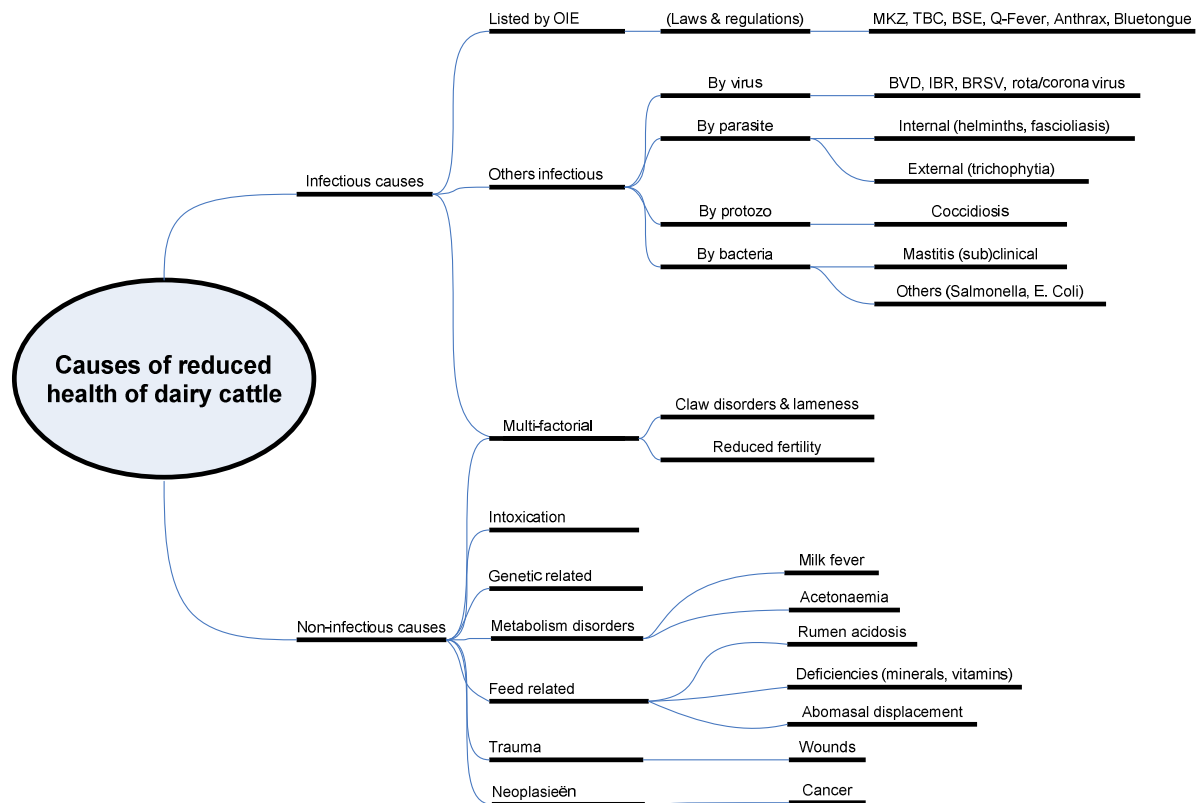 Listed by OIE
(Laws & regulations)
MKZ, TBC, BSE, Q-Fever, Anthrax, Bluetongue
By virus
BVD, IBR, BRSV, rota/corona virus
By parasite
Internal (helminths, fascioliasis)
External (trichophytia)
Infectious causes
Others infectious
By protozo
Coccidiosis
By bacteria
Mastitis (sub)clinical
Others (Salmonella, E. Coli)
Causes of reduced
health of dairy cattle
Multi-factorial
Claw disorders & lameness
Reduced fertility
Intoxication
Genetic related
Non-infectious causes
Metabolism disorders
Milk fever
Acetonaemia
Feed related
Rumen acidosis
Deficiencies (minerals, vitamins)
Abomasal displacement
Trauma
Wounds
Neoplasieën
Cancer